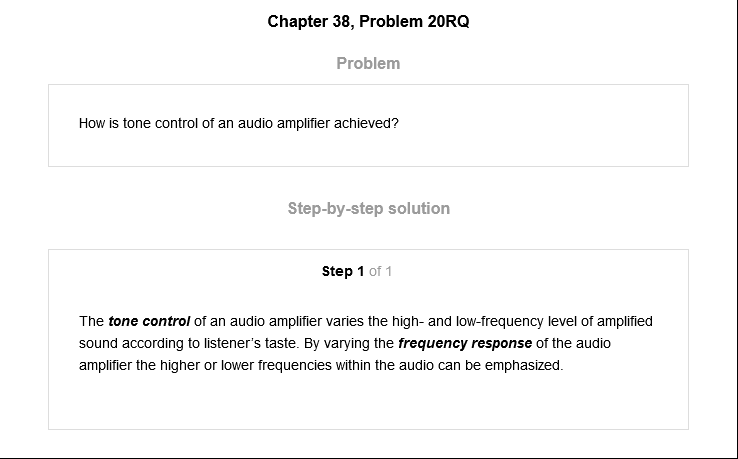 Chapter 38, Problem 20RQ
Problem
How is tone control of an audio amplifier achieved?
Step-by-step solution
Step 1 of 1
The tone control of an audio amplifier varies the high- and low-frequency level of amplified
sound according to listener's taste. By varying the frequency response of the audio
amplifier the higher or lower frequencies within the audio can be emphasized.